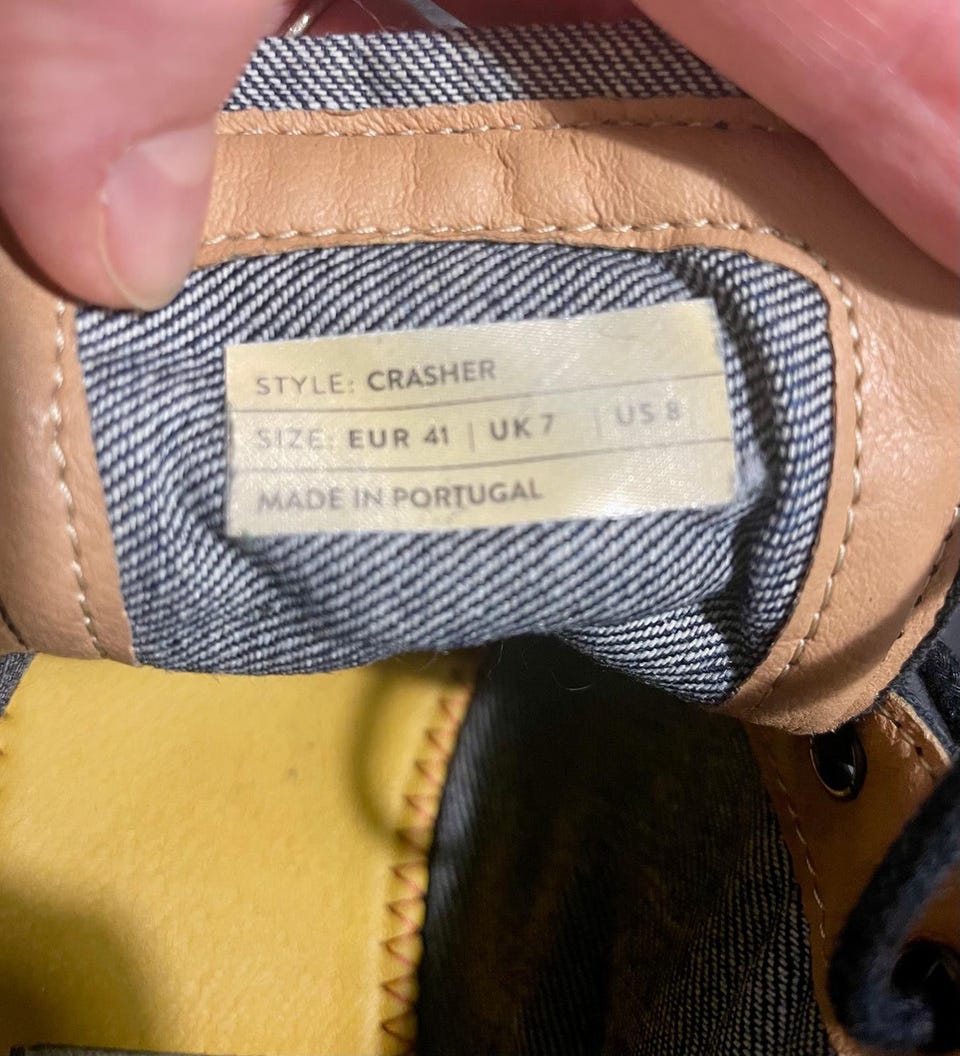 STYLE: CRASHER
SIZE: EUR 41 | UK 7 | US 8
MADE IN PORTUGAL